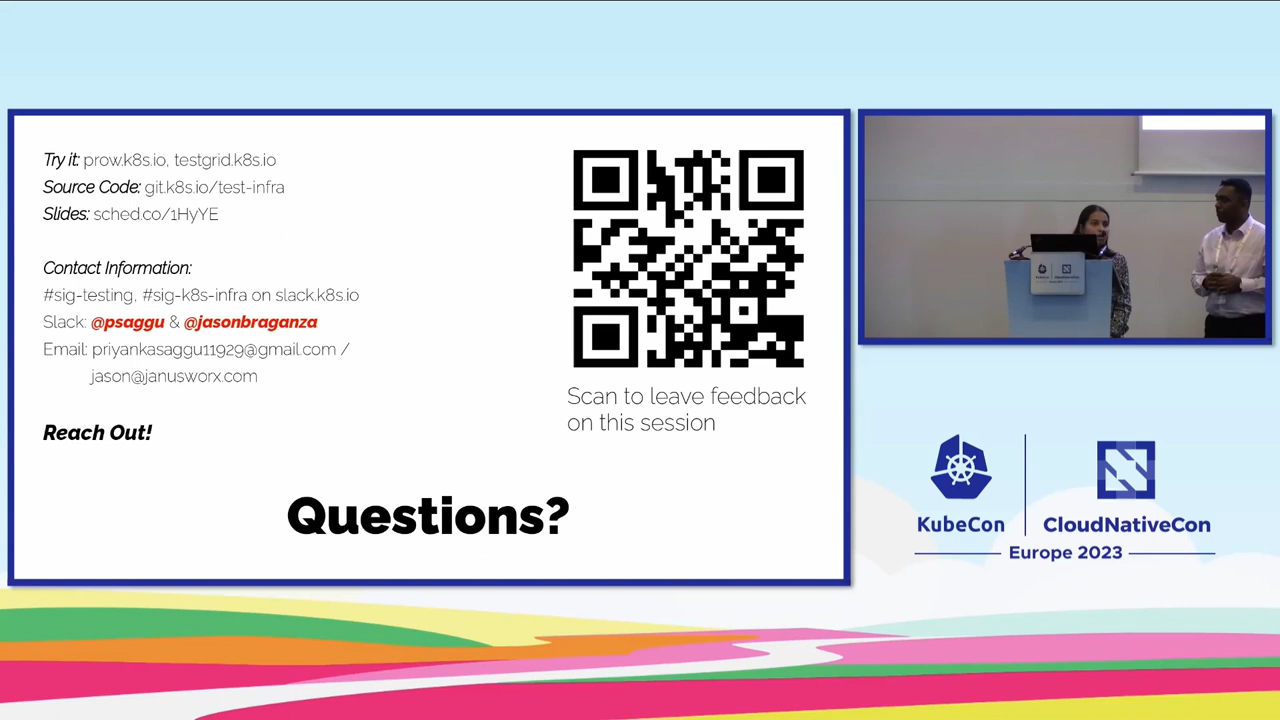 Try it: prow.k8s.io, testgrid.k8s.io
Source Code: git.k8s.io/test-infra
Slides: sched.co/1HyYE
Contact Information:
#sig-testing, #sig-k8s-infra on slack.k8s.io
Slack: @psaggu & @jasonbraganza
Email: priyankasaggu11929@gmail.com /
jason@janusworx.com
Reach Out!
Scan to leave feedback
on this session
Questions?
KubeCon
CloudNativeCon
Europe 2023